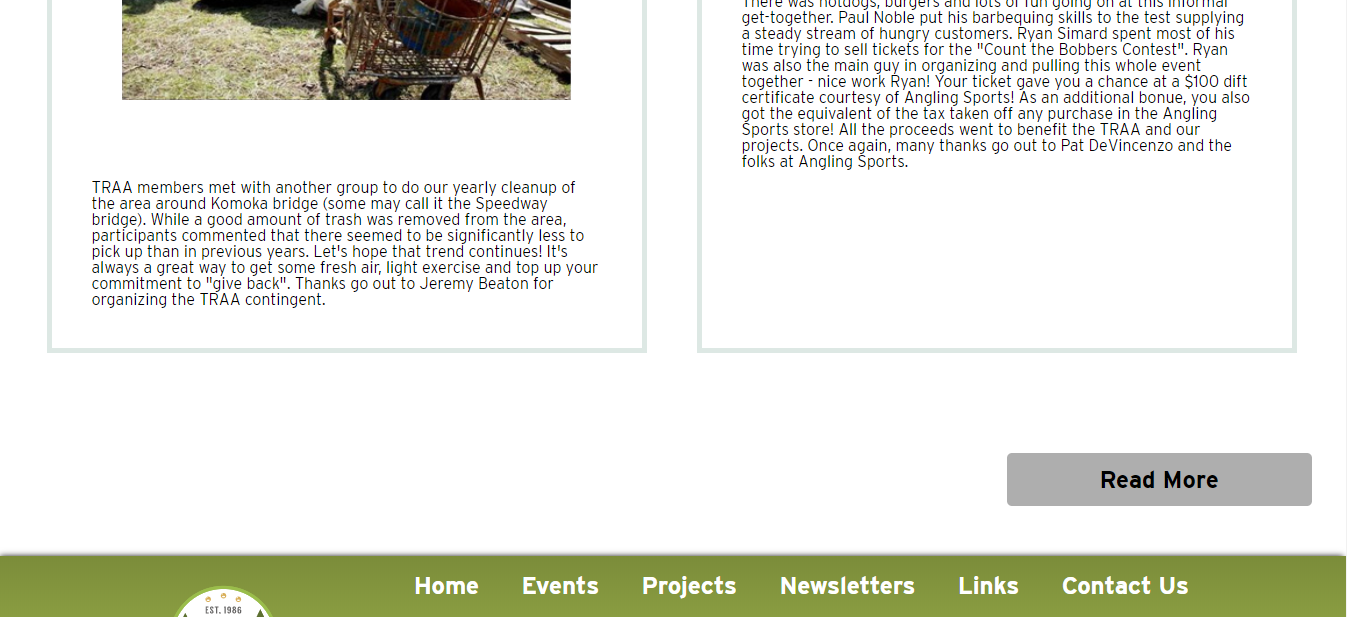 TRAA members met with another group to do our yearly cleanup of
the area around Komoka bridge (some may call it the Speedway
bridge). While a good amount of trash was removed from the area,
participants commented that there seemed to be significantly less to
pick up than in previous years. Let's hope that trend continues! It's
always a great way to get some fresh air, light exercise and top up your
commitment to "give back". Thanks go out to Jeremy Beaton for
organizing the TRAA contingent.
There was hotdogs, burgers and lots of fun going on at this informal
get-together. Paul Noble put his barbequing skills to the test supplying
a steady stream of hungry customers. Ryan Simard spent most of his
time trying to sell tickets for the "Count the Bobbers Contest". Ryan
was also the main guy in organizing and pulling this whole event
together - nice work Ryan! Your ticket gave you a chance at a $100 dift
certificate courtesy of Angling Sports! As an additional bonue, you also
got the equivalent of the tax taken off any purchase in the Angling
Sports store! All the proceeds went to benefit the TRAA and our
projects. Once again, many thanks go out to Pat DeVincenzo and the
folks at Angling Sports.
Read More
Home Events Projects Newsletters Links Contact Us
EST. 1986